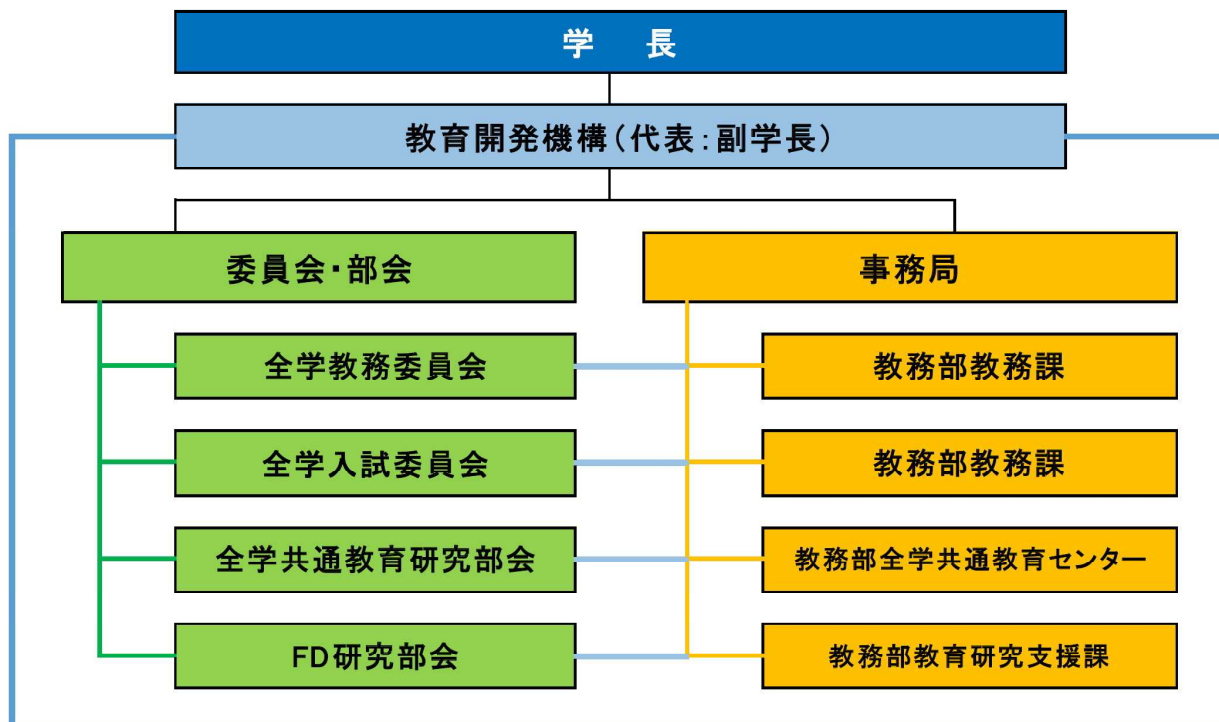 学 長
教育開発機構(代表:副学長)
委員会・部会
事務局
全学教務委員会
教務部教務課
全学入試委員会
教務部教務課
全学共通教育研究部会
教務部全学共通教育センター
FD研究部会
教務部教育研究支援課